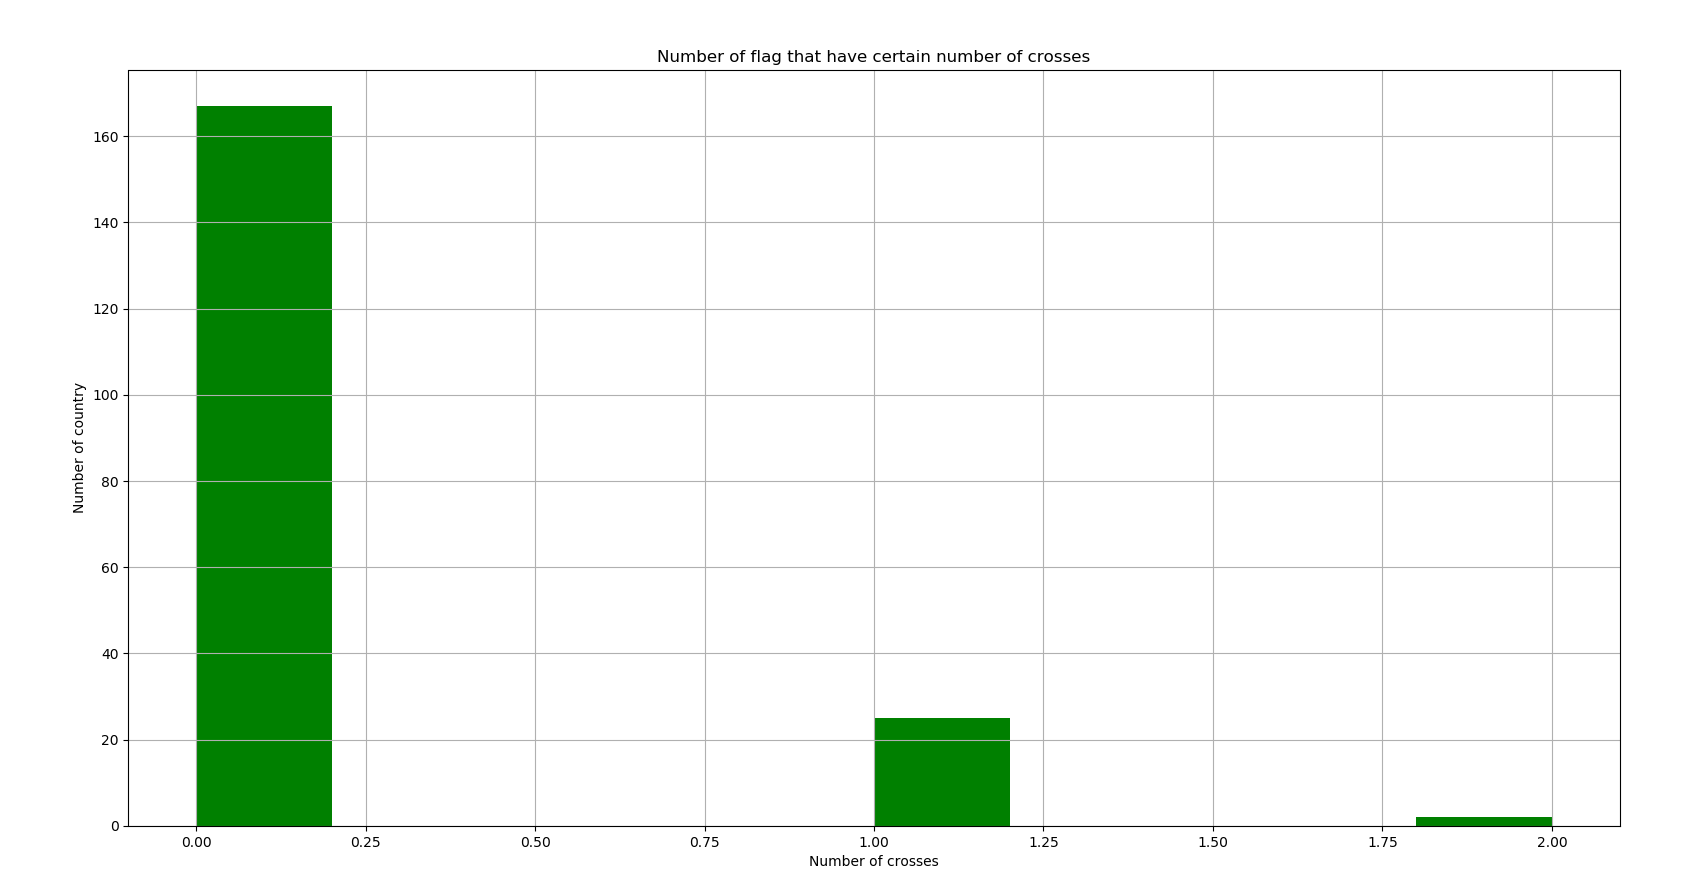 Number of flag that have certain number of crosses
160
140
120
100
80
60
40
20
0
Number of country
0.00 0.25 0.50 0.75 1.00 1.25 1.50 1.75 2.00
Number of crosses